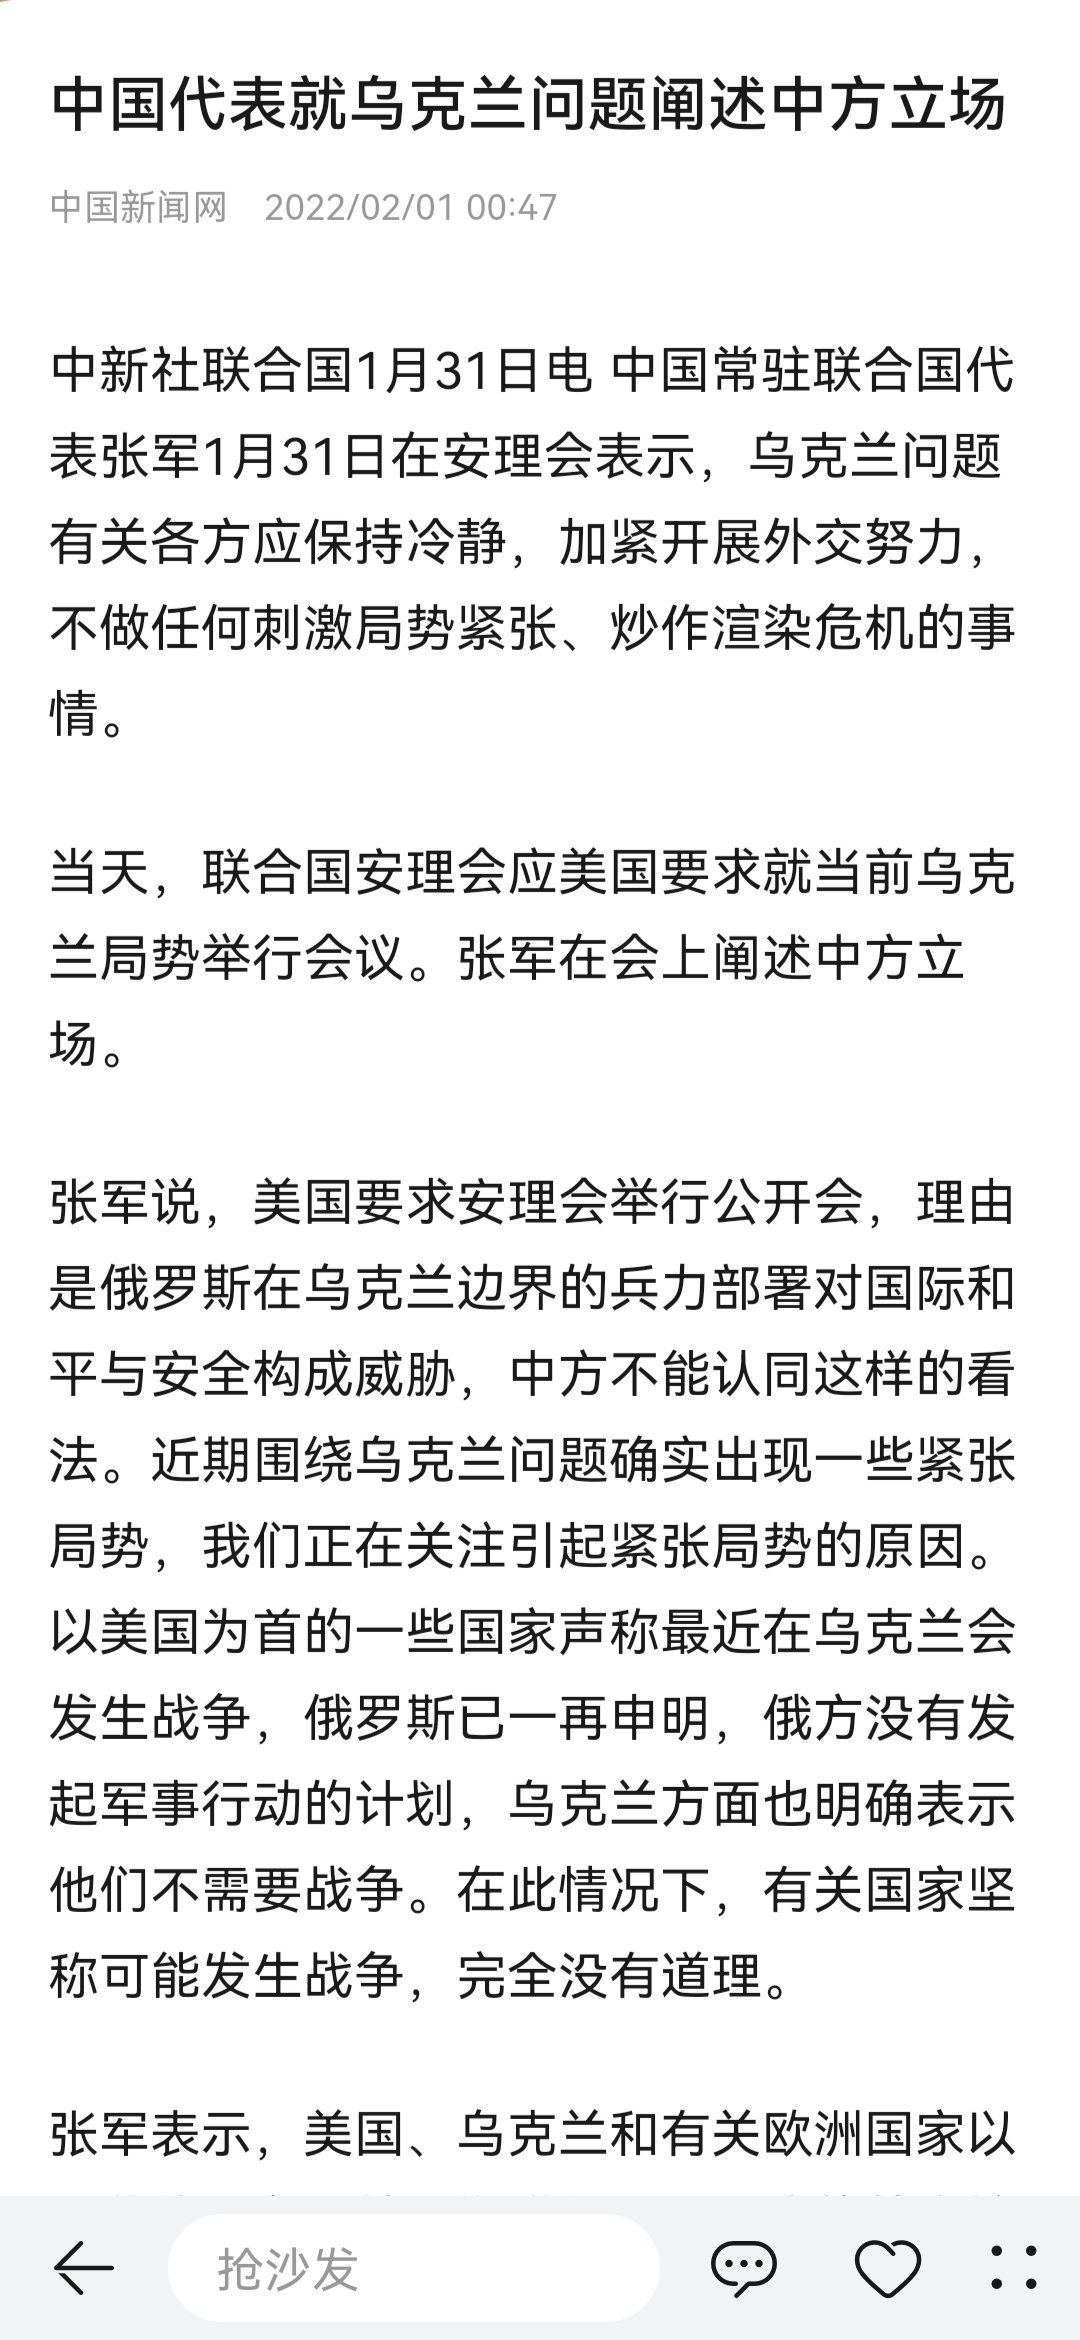 中国代表就乌克兰问题阐述中方立场
中国新闻网 2022/02/01 00:47
中新社联合国1月31日电 中国常驻联合国代
表张军1月31日在安理会表示，乌克兰问题
有关各方应保持冷静，加紧开展外交努力，
不做任何刺激局势紧张、炒作渲染危机的事
情。
当天，联合国安理会应美国要求就当前乌克
兰局势举行会议。张军在会上阐述中方立
场。
张军说，美国要求安理会举行公开会，理由
是俄罗斯在乌克兰边界的兵力部署对国际和
平与安全构成威胁，中方不能认同这样的看
法。近期围绕乌克兰问题确实出现一些紧张
局势，我们正在关注引起紧张局势的原因。
以美国为首的一些国家声称最近在乌克兰会
发生战争，俄罗斯已一再申明，俄方没有发
起军事行动的计划，乌克兰方面也明确表示
他们不需要战争。在此情况下，有关国家坚
称可能发生战争，完全没有道理。
张军表示，美国、乌克兰和有关欧洲国家以
抢沙发